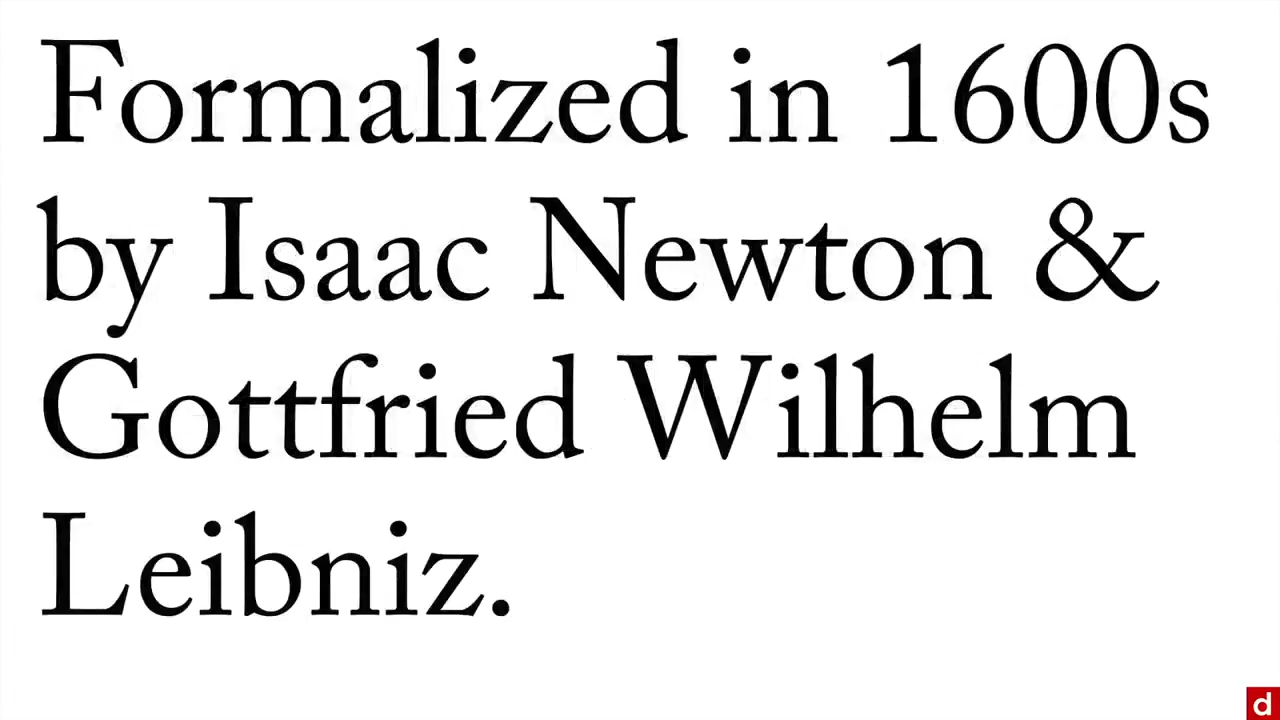 Formalized in 1600s
by Isaac Newton &
Gottfried Wilhelm
Leibniz.
d